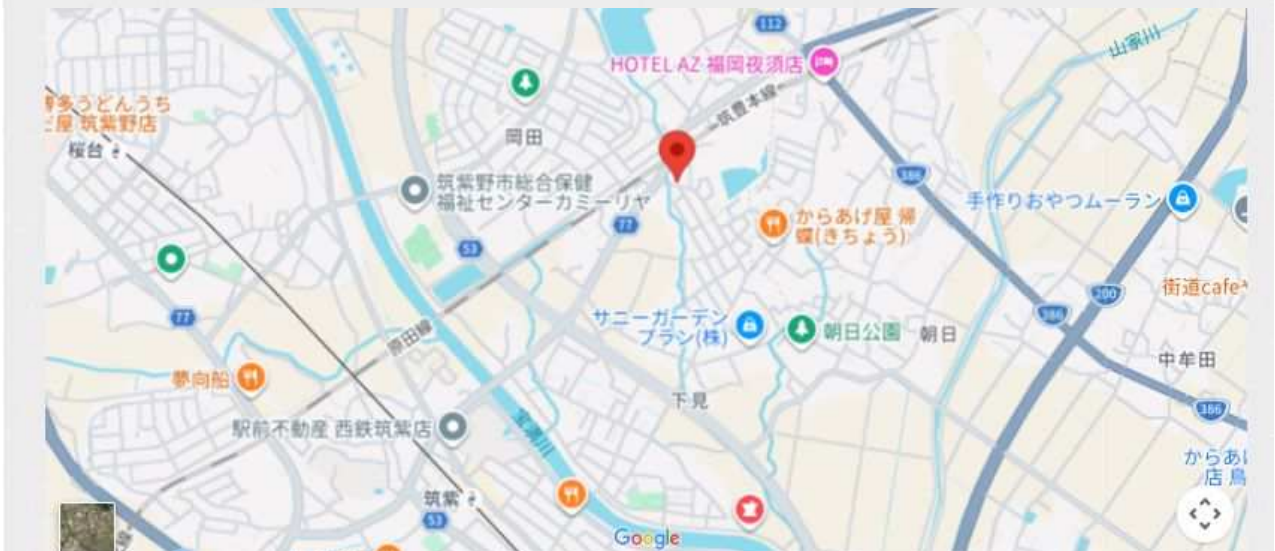 112
山家川
HOTEL AZ 福岡夜須店
筑豊本線
博多うどんうち
だ屋 筑紫野店
桜台
岡田
筑紫野市総合保健
福祉センターカミーリヤ
386
手作りおやつムーラン
からあげ屋 帰
蝶(きちょう)
77
53
200
街道cafe
サニーガーデン
プラン(株)
朝日公園
朝日
386
77
原田線
中牟田
夢向船
下見
386
駅前不動産 西鉄筑紫店
宝満川
からあげ
店 鳥
筑紫
53
Google